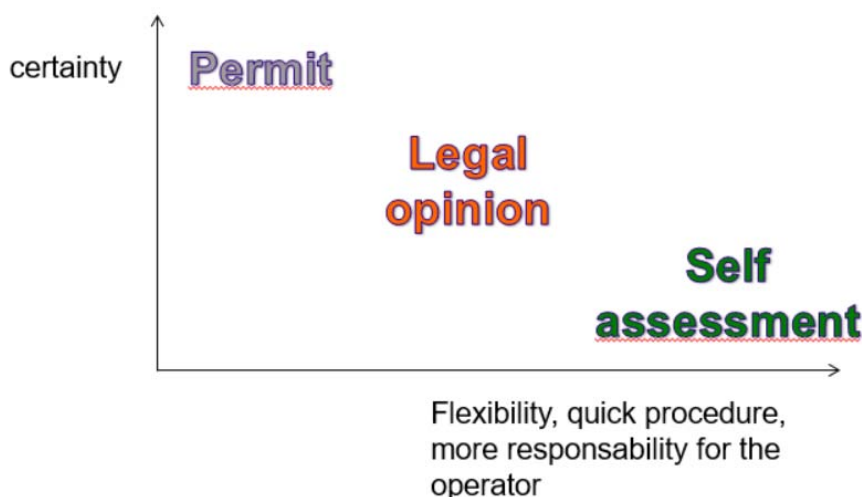 certainty
Permit
Legal
opinion
Self
assessment
Flexibility, quick procedure,
more responsability for the
operator